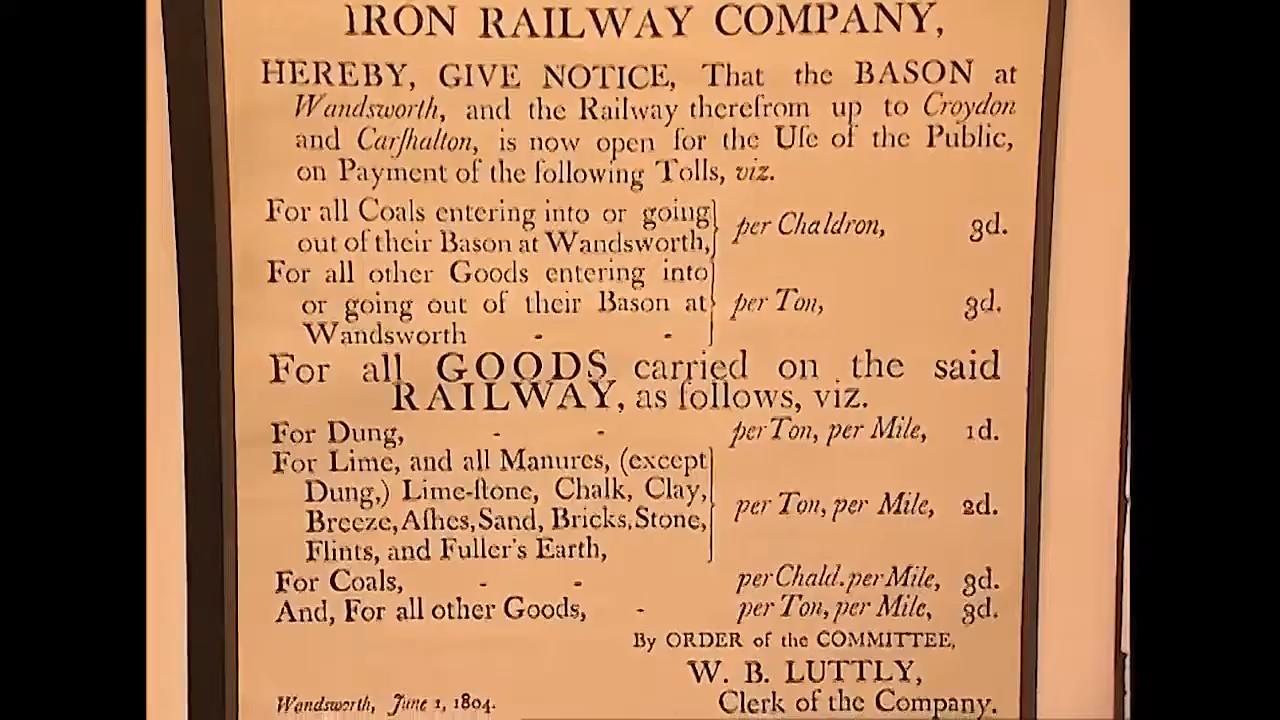 IRON RAILWAY COMPANY,
HEREBY, GIVE NOTICE, That the BASON at
Wandsworth, and the Railway therefrom up to Croydon
and Carſhalton, is now open for the Uſe of the Public,
on Payment of the following Tolls, viz.
For all Coals entering into or going
out of their Bason at Wandsworth, per Chaldron, 3d.
For all other Goods entering into
or going out of their Bason at per Ton, 3d.
Wandsworth - -
For all GOODS carried on the said
RAILWAY, as follows, viz.
For Dung, - - per Ton, per Mile, 1d.
For Lime, and all Manures, (except
Dung,) Lime-ſtone, Chalk, Clay,
Breeze, Aſhes, Sand, Bricks, Stone, per Ton, per Mile, 2d.
Flints, and Fuller's Earth,
For Coals, - - per Chald. per Mile, 3d.
And, For all other Goods, - per Ton, per Mile, 3d.
By ORDER of the COMMITTEE,
W. B. LUTTLY,
Wandsworth, June 1, 1804. Clerk of the Company.